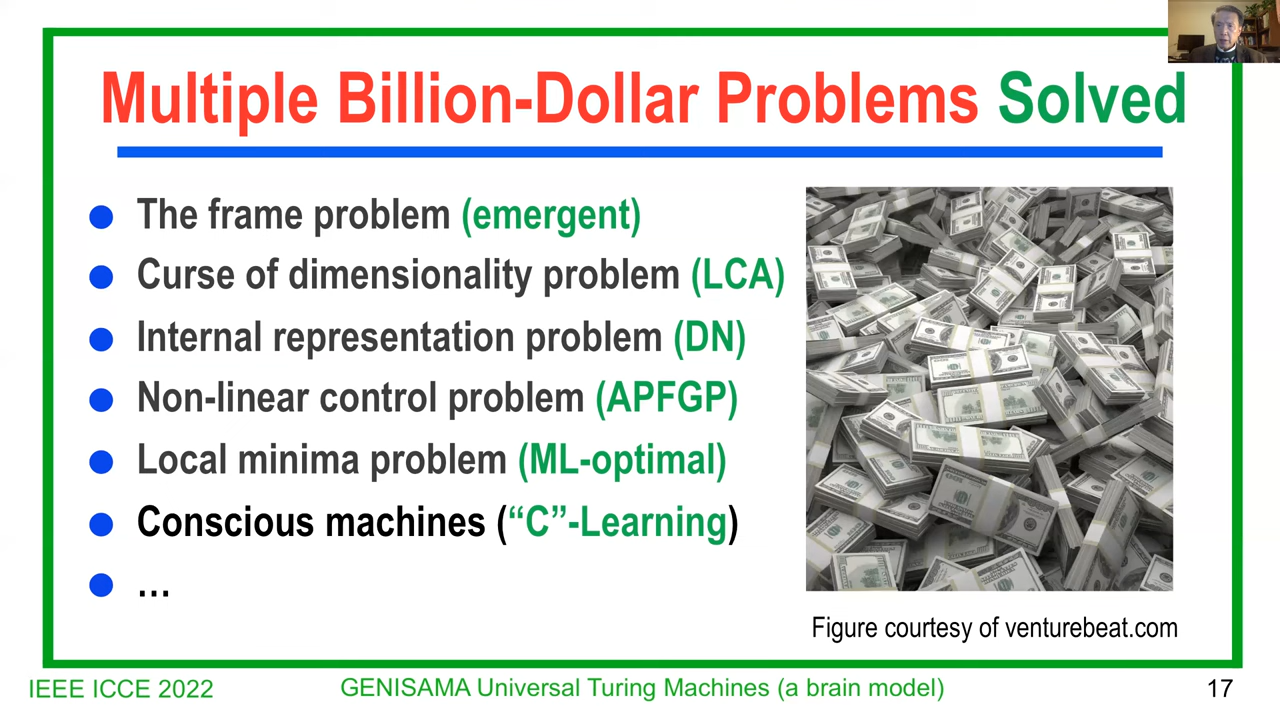 Multiple Billion-Dollar Problems Solved
● The frame problem (emergent)
● Curse of dimensionality problem (LCA)
● Internal representation problem (DN)
● Non-linear control problem (APFGP)
● Local minima problem (ML-optimal)
● Conscious machines (“C”-Learning)
● ...
Figure courtesy of venturebeat.com
IEEE ICCE 2022
GENISAMA Universal Turing Machines (a brain model)
17